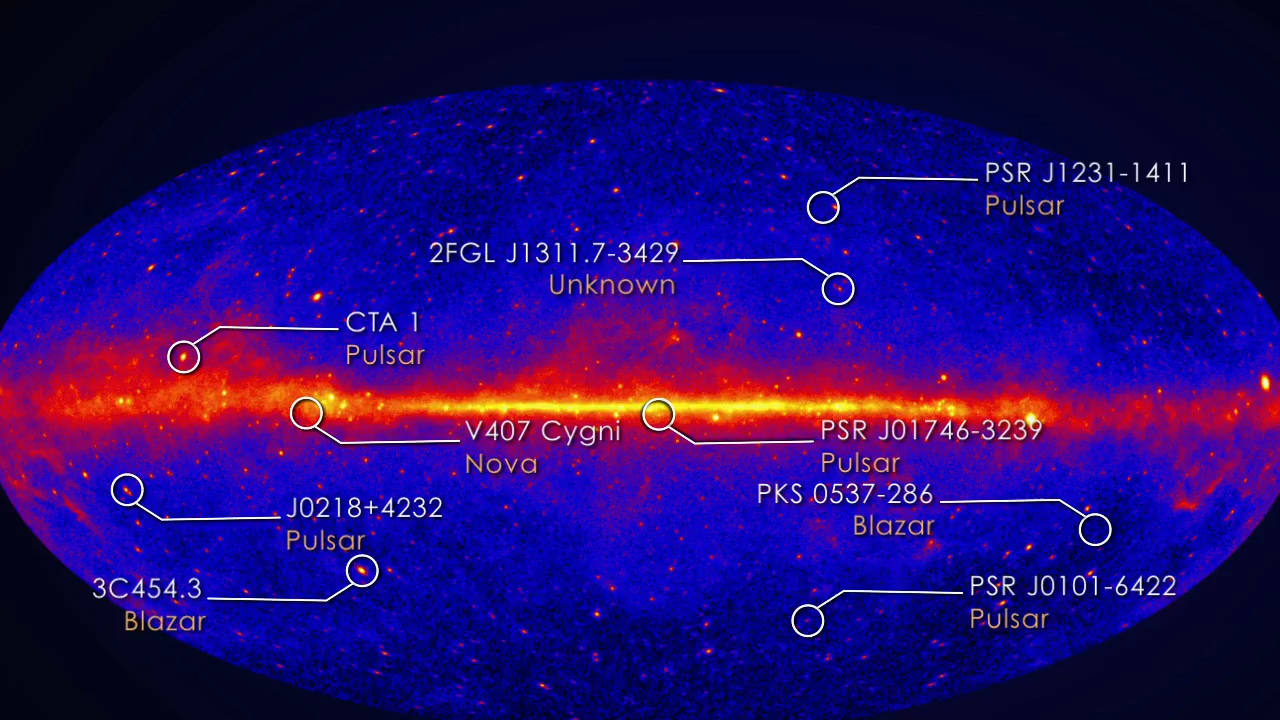 PSR J1231-1411
Pulsar
2FGL J1311.7-3429
Unknown
CTA 1
Pulsar
V407 Cygni
Nova
PSR J01746-3239
Pulsar
PKS 0537-286
Blazar
J0218+4232
Pulsar
3C454.3
Blazar
PSR J0101-6422
Pulsar